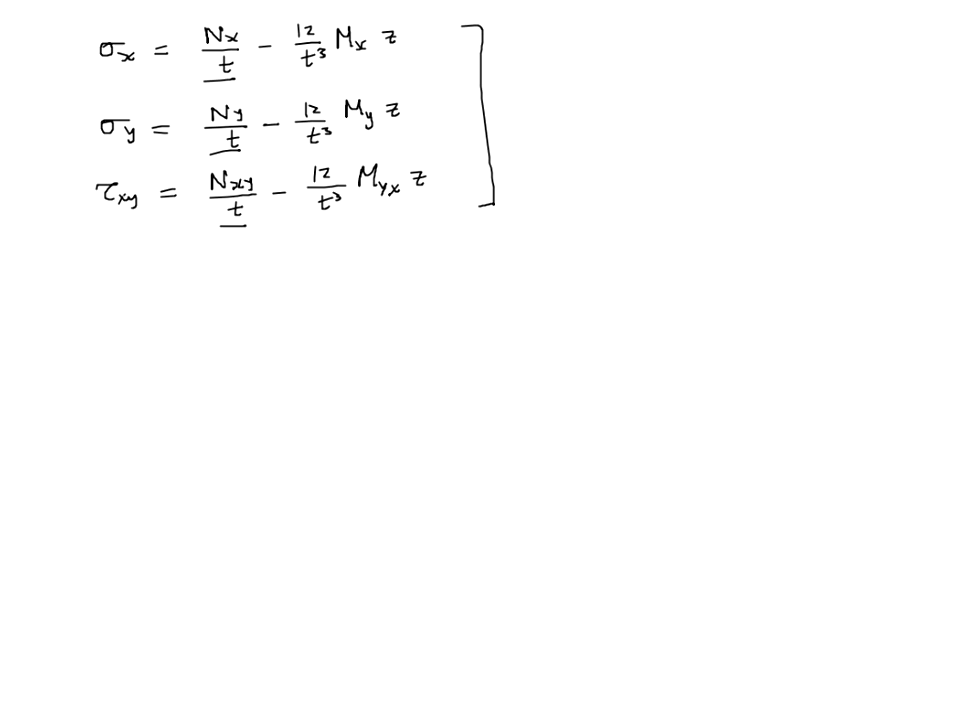 σx = Nx/t - 12/t³ Mx z
σy = Ny/t - 12/t³ My z
τxy = Nxy/t - 12/t³ Myx z